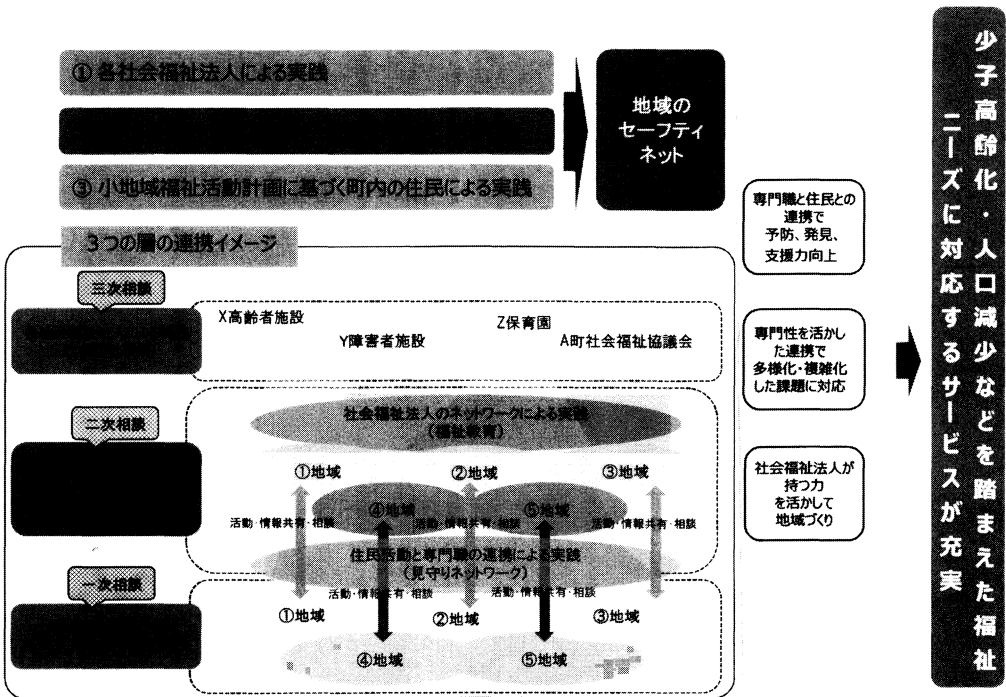 ① 各社会福祉法人による実践
③ 小地域福祉活動計画に基づく町内の住民による実践
地域の
セーフティ
ネット
3つの層の連携イメージ
三次相談
X高齢者施設
Y障害者施設
Z保育園
A町社会福祉協議会
二次相談
社会福祉法人のネットワークによる実践
(福祉教育)
①地域
②地域
③地域
④地域
⑤地域
活動・情報共有・相談
活動・情報共有・相談
活動・情報共有・相談
住民活動と専門職の連携による実践
(見守りネットワーク)
活動・情報共有・相談
活動・情報共有・相談
一次相談
①地域
②地域
③地域
④地域
⑤地域
専門職と住民との
連携で
予防、発見、
支援力向上
専門性を活かし
た連携で
多様化・複雑化
した課題に対応
社会福祉法人が
持つ力
を活かして
地域づくり
少子高齢化・人口減少などを踏まえた福祉
ニーズに対応するサービスが充実